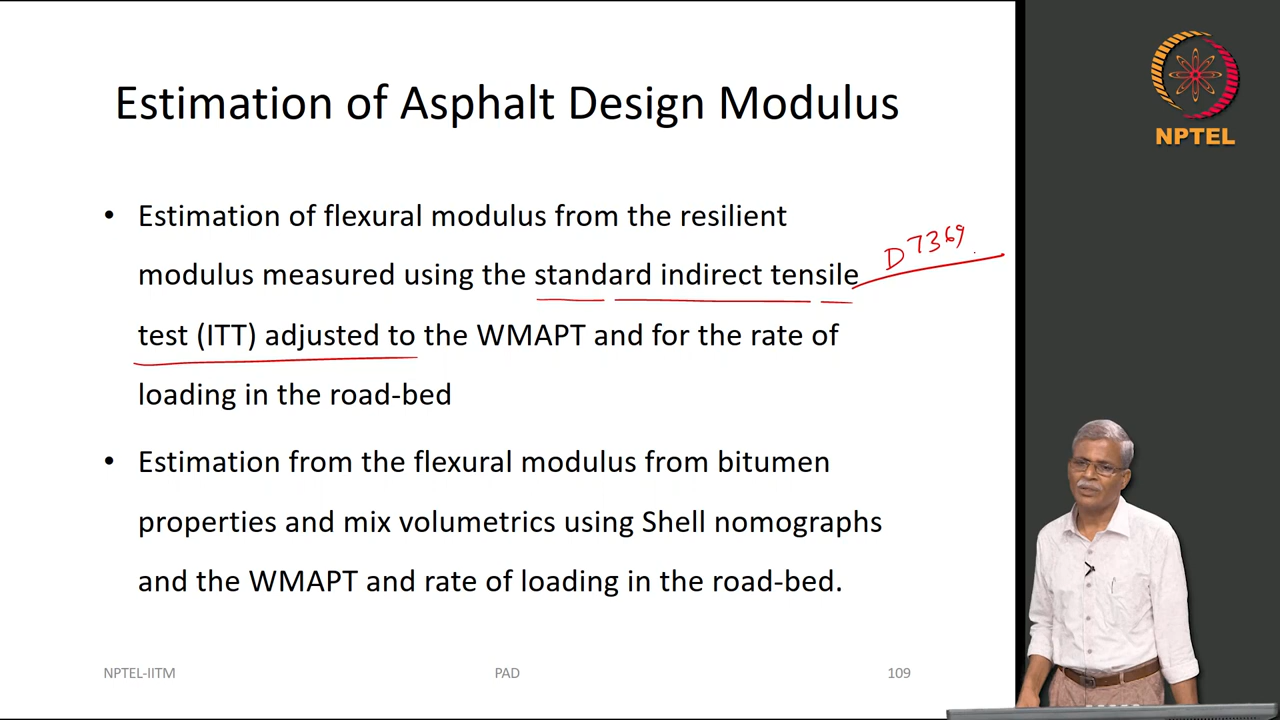 Estimation of Asphalt Design Modulus
• Estimation of flexural modulus from the resilient
modulus measured using the standard indirect tensile
D7369
test (ITT) adjusted to the WMAPT and for the rate of
loading in the road-bed
• Estimation from the flexural modulus from bitumen
properties and mix volumetrics using Shell nomographs
and the WMAPT and rate of loading in the road-bed.
NPTEL-IITM
PAD
109
NPTEL